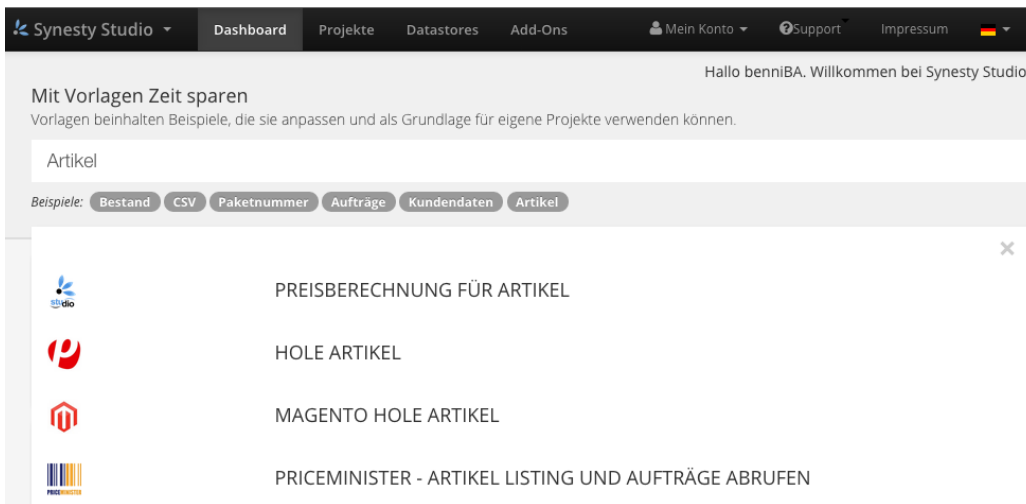 Synesty Studio Dashboard Projekte Datastores Add-Ons Mein Konto Support Impressum
Hallo benniBA. Willkommen bei Synesty Studio
Mit Vorlagen Zeit sparen
Vorlagen beinhalten Beispiele, die sie anpassen und als Grundlage für eigene Projekte verwenden können.
Artikel
Beispiele: Bestand CSV Paketnummer Aufträge Kundendaten Artikel
studio PREISBERECHNUNG FÜR ARTIKEL
HOLE ARTIKEL
MAGENTO HOLE ARTIKEL
PRICEMINISTER PRICEMINISTER - ARTIKEL LISTING UND AUFTRÄGE ABRUFEN